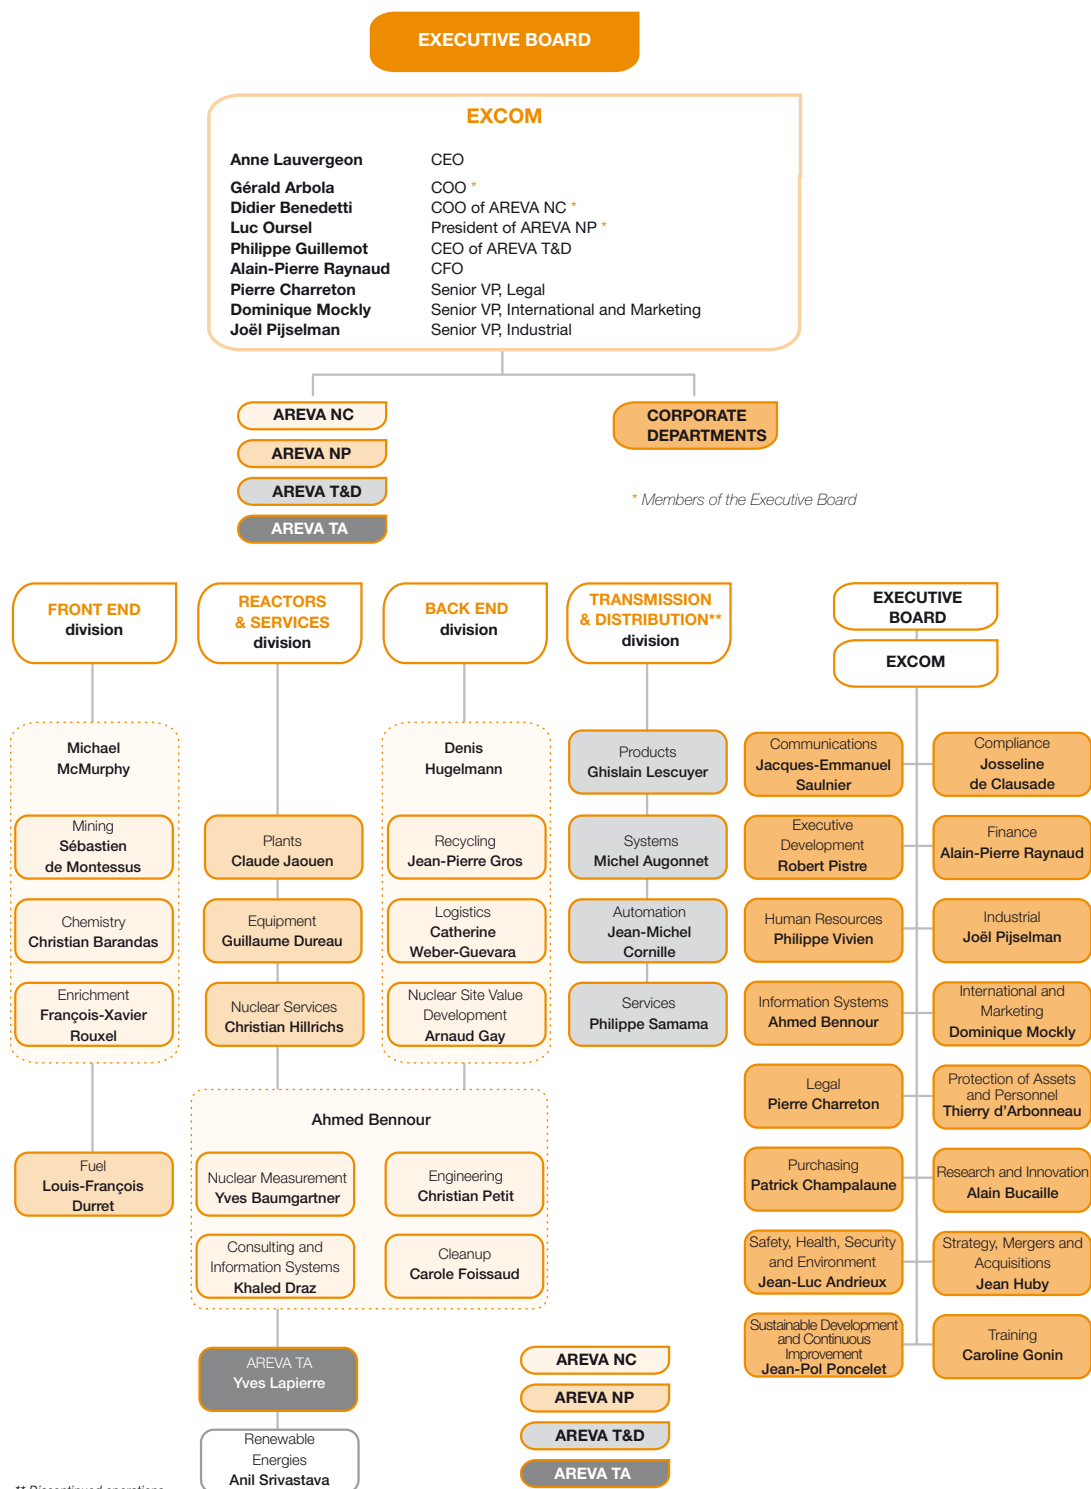 EXECUTIVE BOARD
EXCOM
Anne Lauvergeon CEO
Gérald Arbola COO *
Didier Benedetti COO of AREVA NC *
Luc Oursel President of AREVA NP *
Philippe Guillemot CEO of AREVA T&D
Alain-Pierre Raynaud CFO
Pierre Charreton Senior VP, Legal
Dominique Mockly Senior VP, International and Marketing
Joël Pijselman Senior VP, Industrial
AREVA NC
AREVA NP
AREVA T&D
AREVA TA
CORPORATE
DEPARTMENTS
* Members of the Executive Board
FRONT END
division
Michael
McMurphy
Mining
Sébastien
de Montessus
Chemistry
Christian Barandas
Enrichment
François-Xavier
Rouxel
Fuel
Louis-François
Durret
REACTORS
& SERVICES
division
Plants
Claude Jaouen
Equipment
Guillaume Dureau
Nuclear Services
Christian Hillrichs
BACK END
division
Denis
Hugelmann
Recycling
Jean-Pierre Gros
Logistics
Catherine
Weber-Guevara
Nuclear Site Value
Development
Arnaud Gay
Ahmed Bennour
Nuclear Measurement
Yves Baumgartner
Engineering
Christian Petit
Consulting and
Information Systems
Khaled Draz
Cleanup
Carole Foissaud
AREVA TA
Yves Lapierre
Renewable
Energies
Anil Srivastava
TRANSMISSION
& DISTRIBUTION**
division
Products
Ghislain Lescuyer
Systems
Michel Augonnet
Automation
Jean-Michel
Cornille
Services
Philippe Samama
EXECUTIVE
BOARD
EXCOM
Communications
Jacques-Emmanuel
Saulnier
Compliance
Josseline
de Clausade
Executive
Development
Robert Pistre
Finance
Alain-Pierre Raynaud
Human Resources
Philippe Vivien
Industrial
Joël Pijselman
Information Systems
Ahmed Bennour
International and
Marketing
Dominique Mockly
Legal
Pierre Charreton
Protection of Assets
and Personnel
Thierry d'Arbonneau
Purchasing
Patrick Champalaune
Research and Innovation
Alain Bucaille
Safety, Health, Security
and Environment
Jean-Luc Andrieux
Strategy, Mergers and
Acquisitions
Jean Huby
Sustainable Development
and Continuous
Improvement
Jean-Pol Poncelet
Training
Caroline Gonin
AREVA NC
AREVA NP
AREVA T&D
AREVA TA
** Discontinued operations